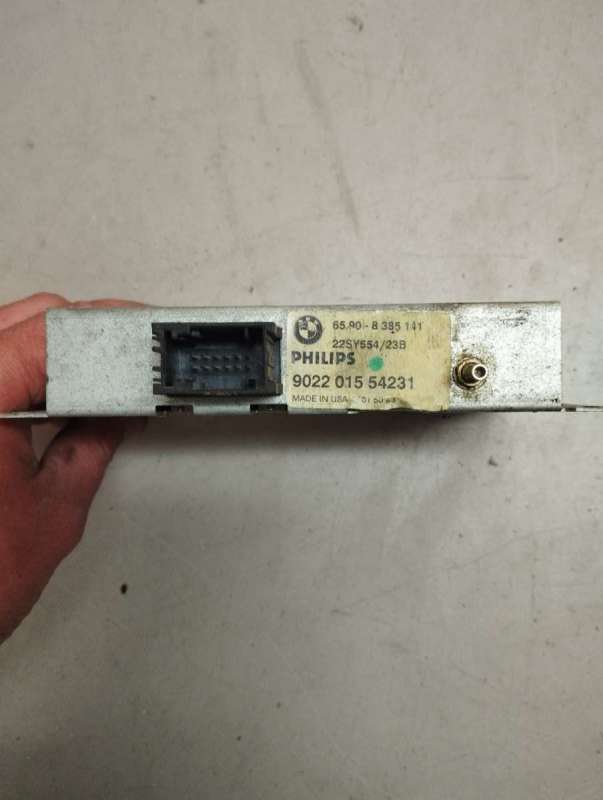 65.90-8 385 141
22SY554/23B
PHILIPS
9022 015 54231
MADE IN USA